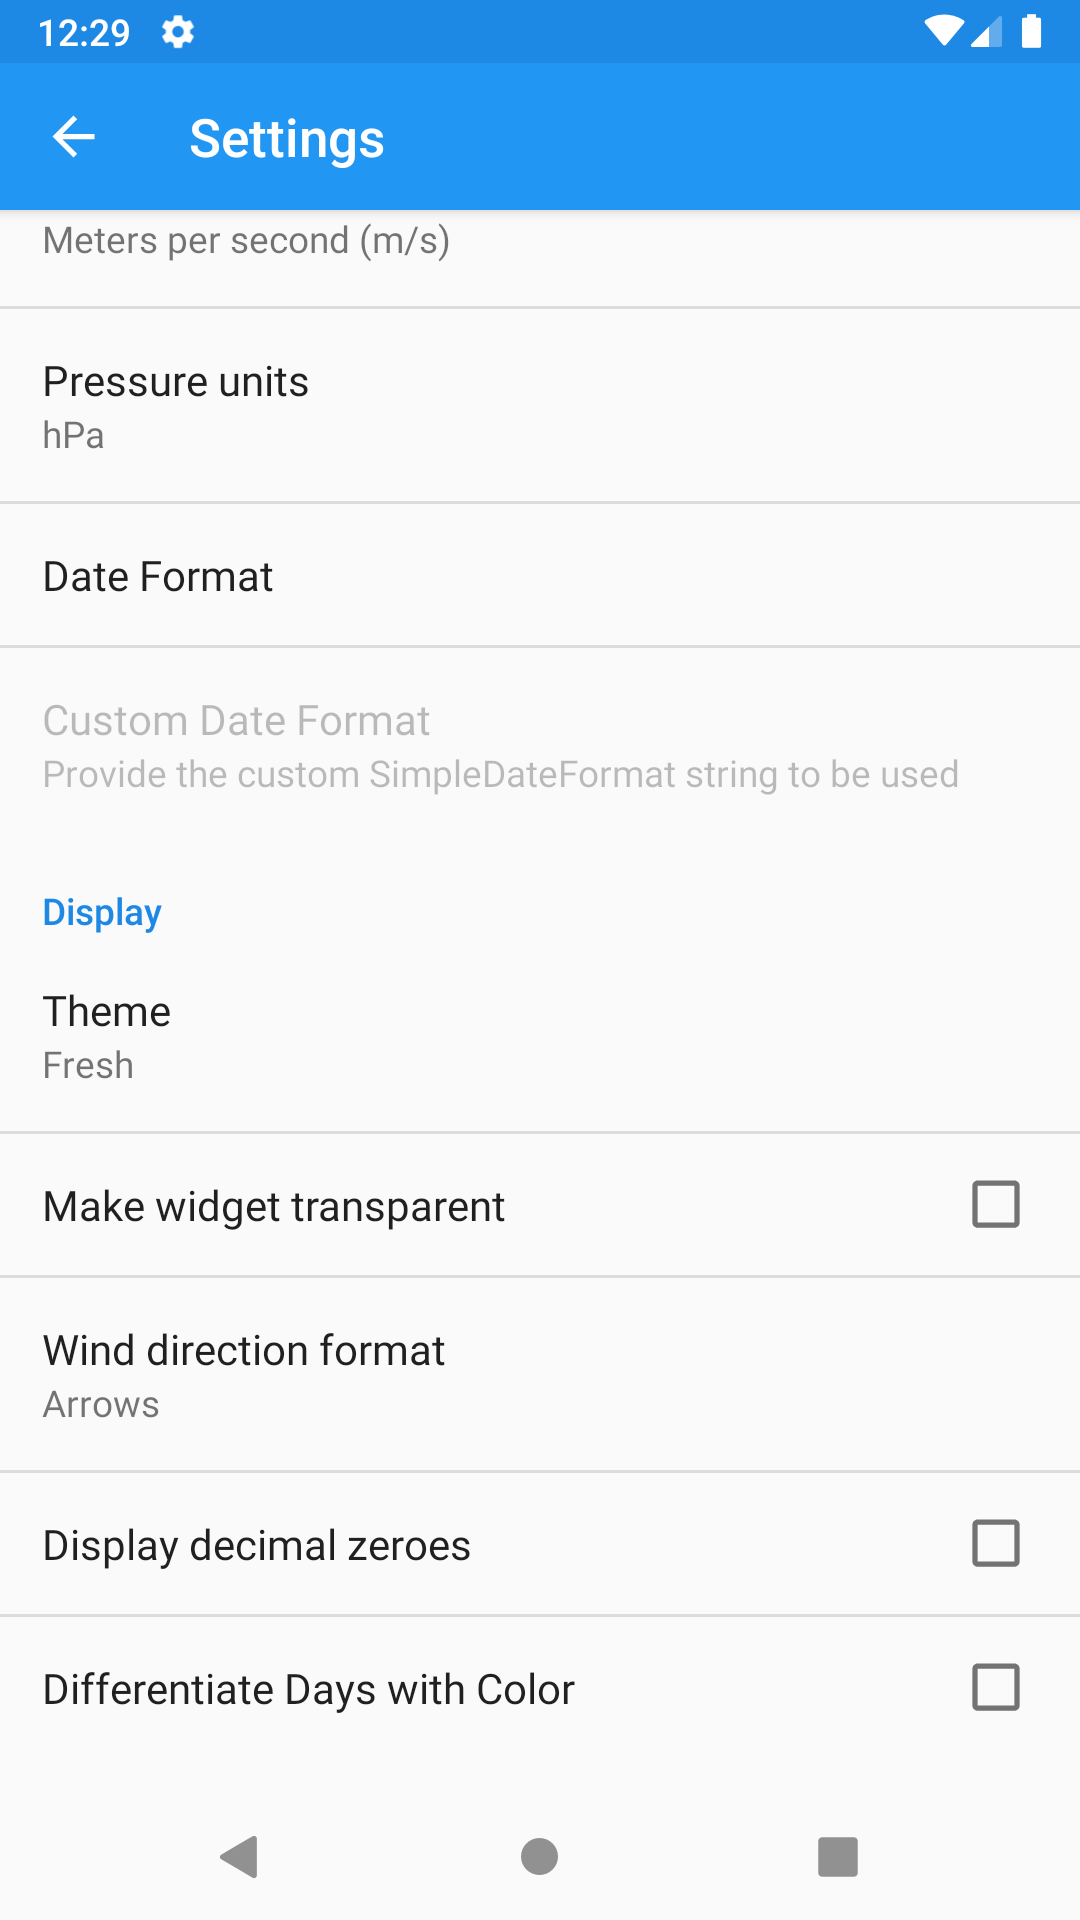 12:29
Settings
Meters per second (m/s)
Pressure units
hPa
Date Format
Custom Date Format
Provide the custom SimpleDateFormat string to be used
Display
Theme
Fresh
Make widget transparent
Wind direction format
Arrows
Display decimal zeroes
Differentiate Days with Color